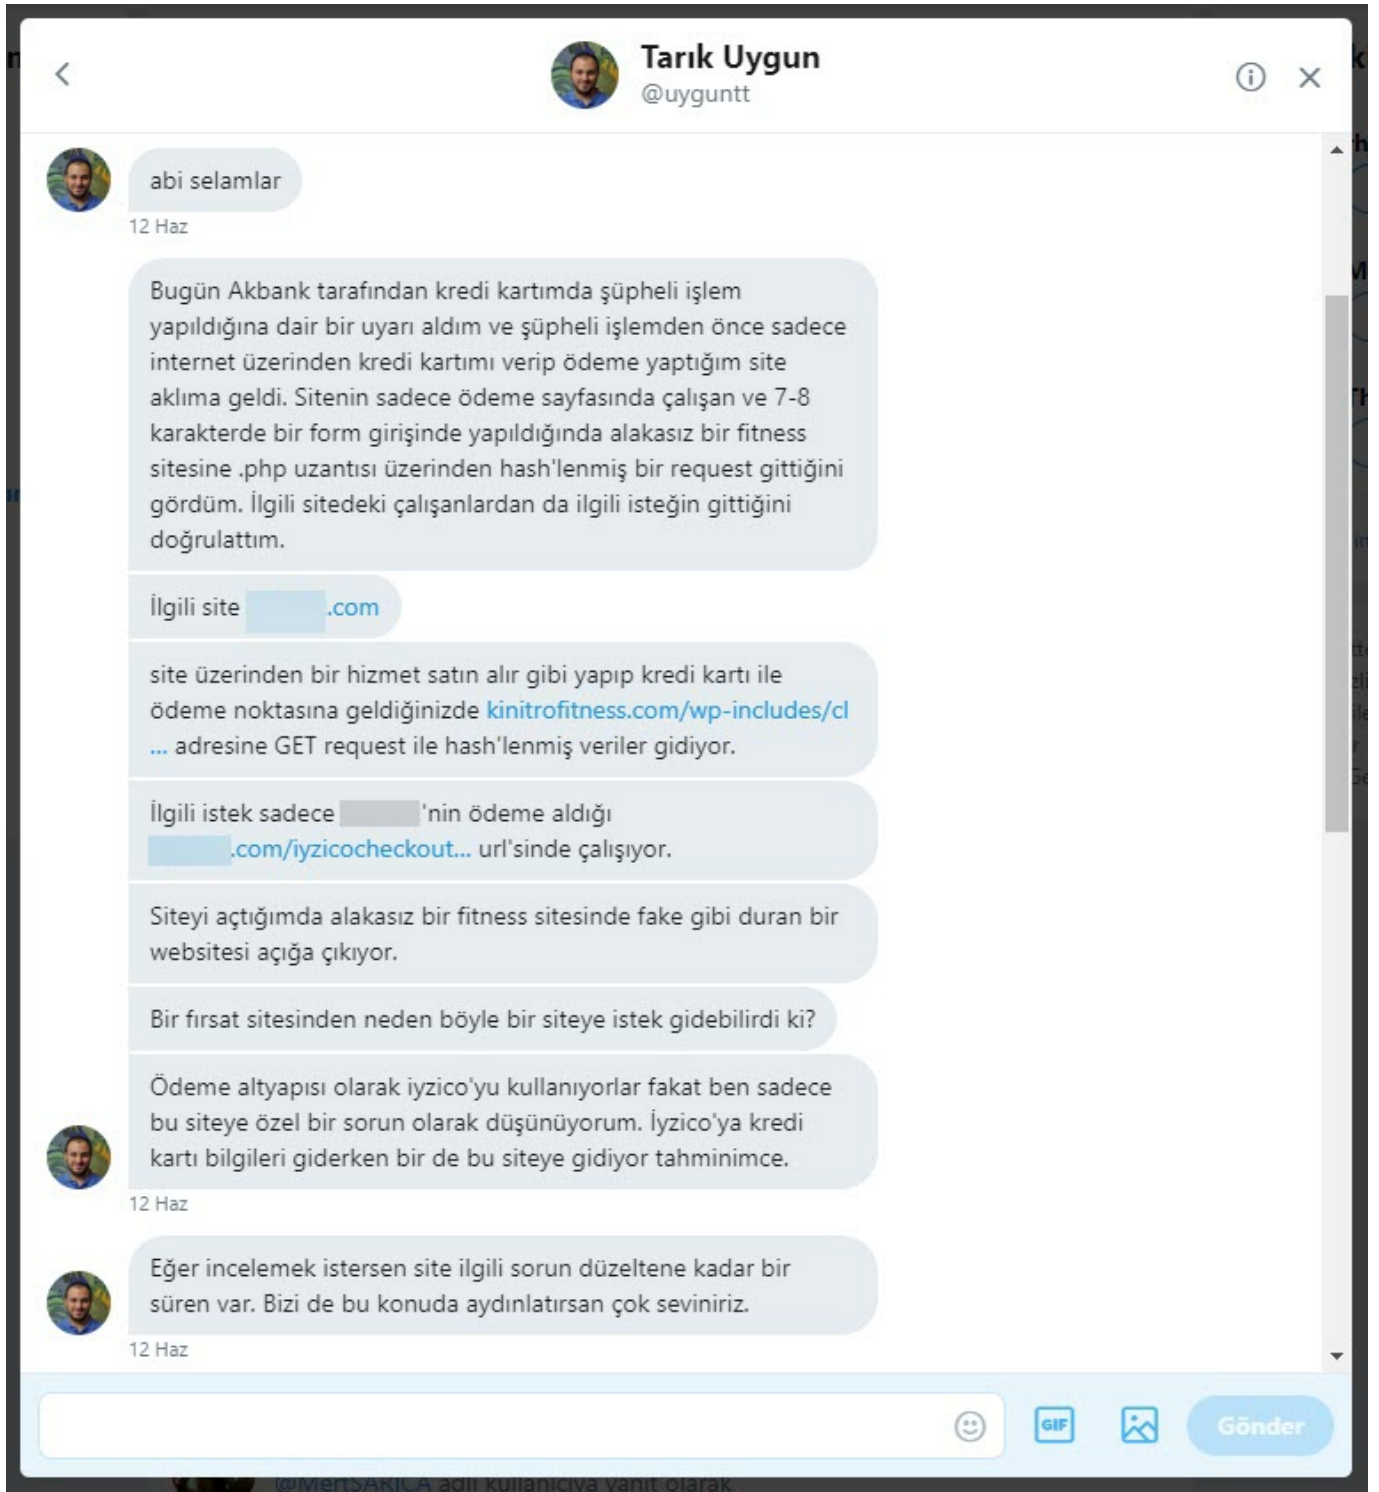 Tarık Uygun
@uyguntt
abi selamlar
12 Haz
Bugün Akbank tarafından kredi kartımda şüpheli işlem
yapıldığına dair bir uyarı aldım ve şüpheli işlemden önce sadece
internet üzerinden kredi kartımı verip ödeme yaptığım site
aklıma geldi. Sitenin sadece ödeme sayfasında çalışan ve 7-8
karakterde bir form girişinde yapıldığında alakasız bir fitness
sitesine .php uzantısı üzerinden hash'lenmiş bir request gittiğini
gördüm. İlgili sitedeki çalışanlardan da ilgili isteğin gittiğini
doğrulattım.
İlgili site .com
site üzerinden bir hizmet satın alır gibi yapıp kredi kartı ile
ödeme noktasına geldiğinizde kinitrofitness.com/wp-includes/cl
... adresine GET request ile hash'lenmiş veriler gidiyor.
İlgili istek sadece 'nin ödeme aldığı
.com/iyzicocheckout... url'sinde çalışıyor.
Siteyi açtığımda alakasız bir fitness sitesinde fake gibi duran bir
websitesi açığa çıkıyor.
Bir fırsat sitesinden neden böyle bir siteye istek gidebilirdi ki?
Ödeme altyapısı olarak iyzico'yu kullanıyorlar fakat ben sadece
bu siteye özel bir sorun olarak düşünüyorum. İyzico'ya kredi
kartı bilgileri giderken bir de bu siteye gidiyor tahminimce.
12 Haz
Eğer incelemek istersen site ilgili sorun düzeltene kadar bir
süren var. Bizi de bu konuda aydınlatırsan çok seviniriz.
12 Haz
GIF
Gönder
@MertSARICA adlı kullanıcıya yanıt olarak